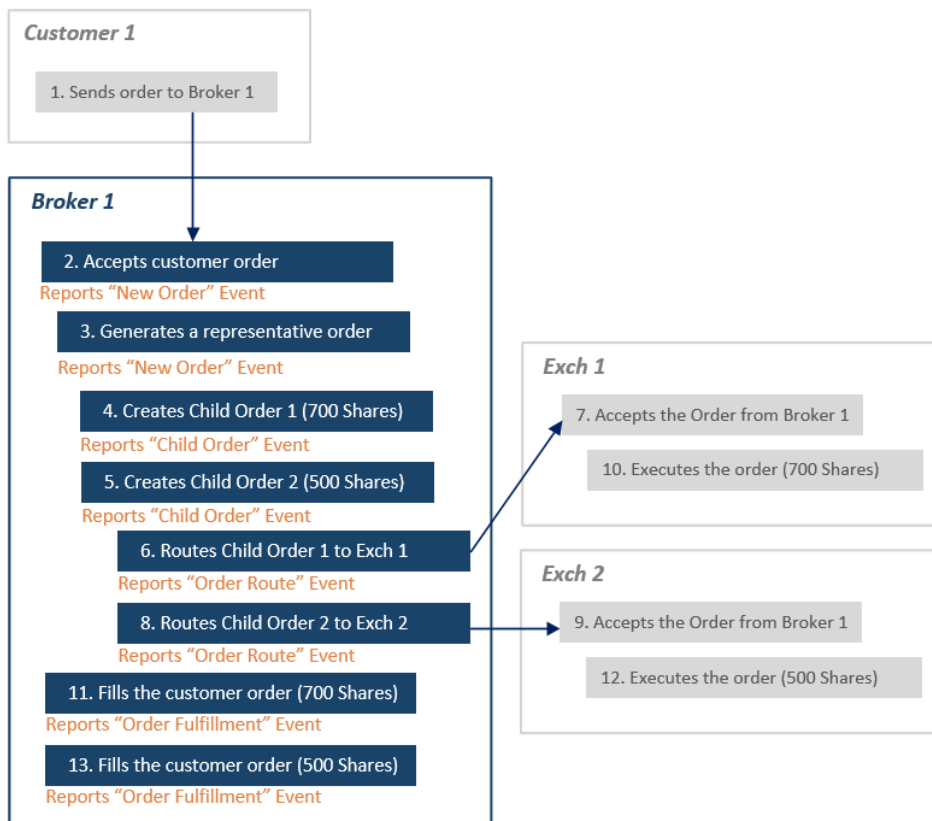 Customer 1
1. Sends order to Broker 1
Broker 1
2. Accepts customer order
Reports “New Order” Event
3. Generates a representative order
Reports “New Order” Event
4. Creates Child Order 1 (700 Shares)
Reports “Child Order” Event
5. Creates Child Order 2 (500 Shares)
Reports “Child Order” Event
6. Routes Child Order 1 to Exch 1
Reports “Order Route” Event
8. Routes Child Order 2 to Exch 2
Reports “Order Route” Event
11. Fills the customer order (700 Shares)
Reports “Order Fulfillment” Event
13. Fills the customer order (500 Shares)
Reports “Order Fulfillment” Event
Exch 1
7. Accepts the Order from Broker 1
10. Executes the order (700 Shares)
Exch 2
9. Accepts the Order from Broker 1
12. Executes the order (500 Shares)